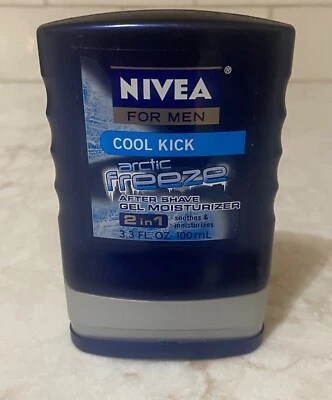 NIVEA®
FOR MEN
COOL KICK
arctic
freeze
AFTER SHAVE
GEL MOISTURIZER
2 in 1 soothes &
moisturizes
3.3 FL. OZ. 100 mL